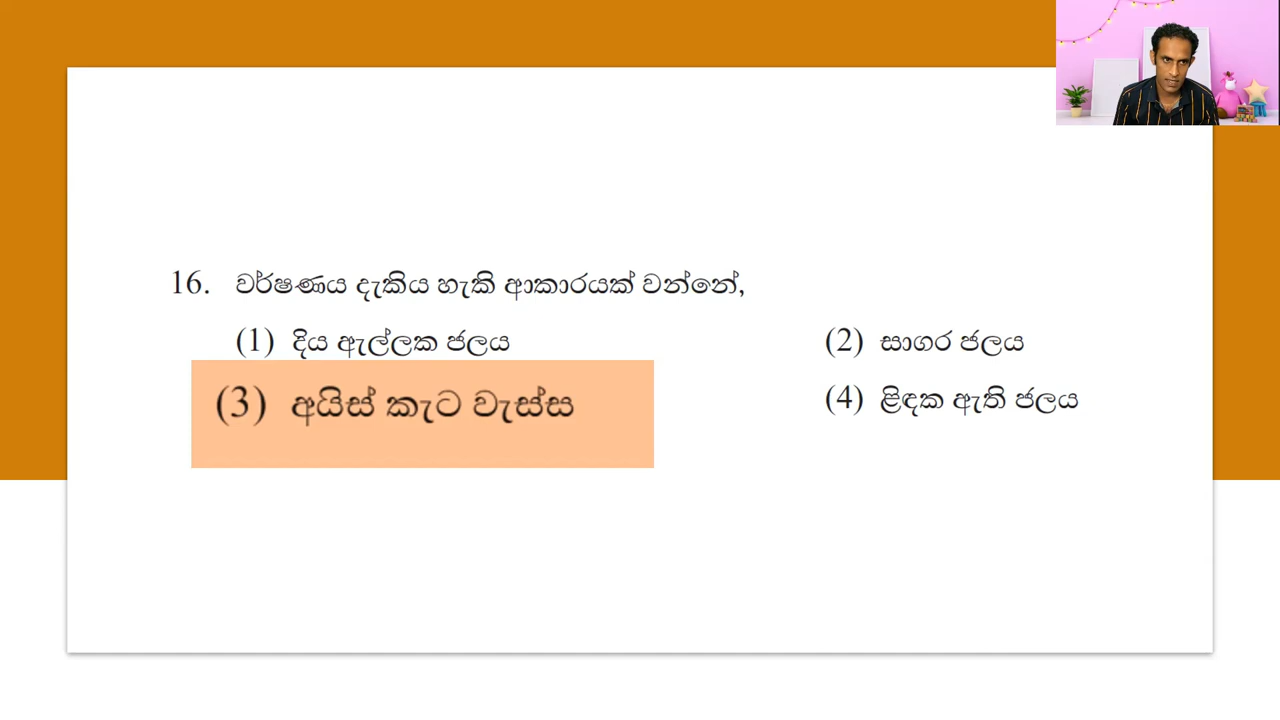 16. වර්ෂණය දැකිය හැකි ආකාරයක් වන්නේ,
(1) දිය ඇල්ලක ජලය
(2) සාගර ජලය
(3) අයිස් කැට වැස්ස
(4) ළිඳක ඇති ජලය